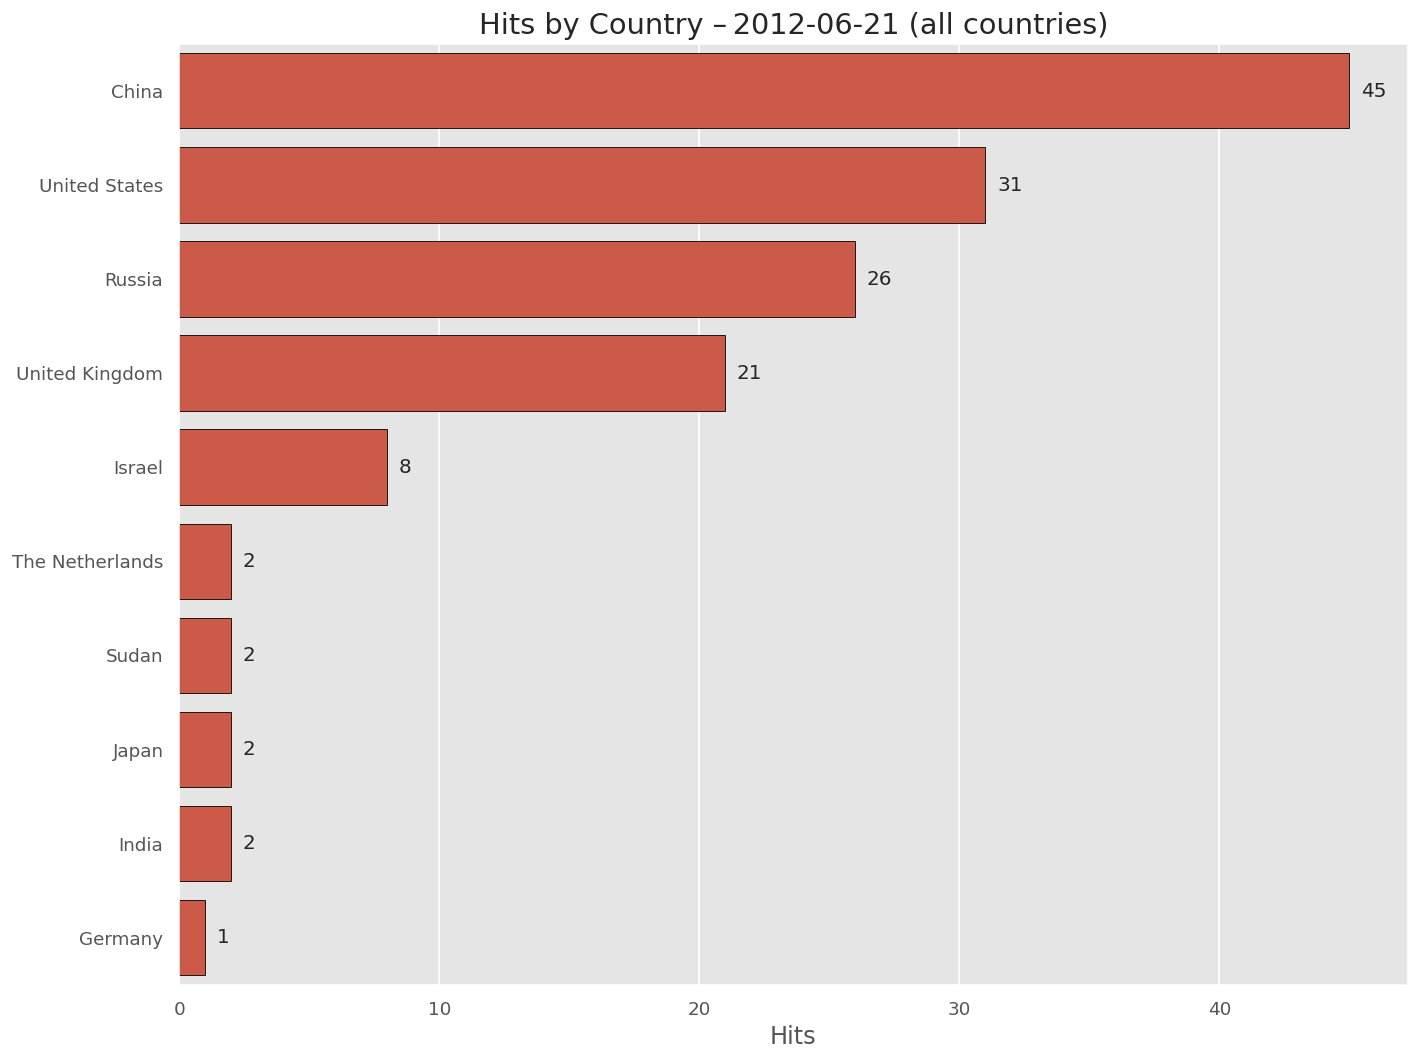 Hits by Country – 2012-06-21 (all countries)
China 45
United States 31
Russia 26
United Kingdom 21
Israel 8
The Netherlands 2
Sudan 2
Japan 2
India 2
Germany 1
0 10 20 30 40
Hits